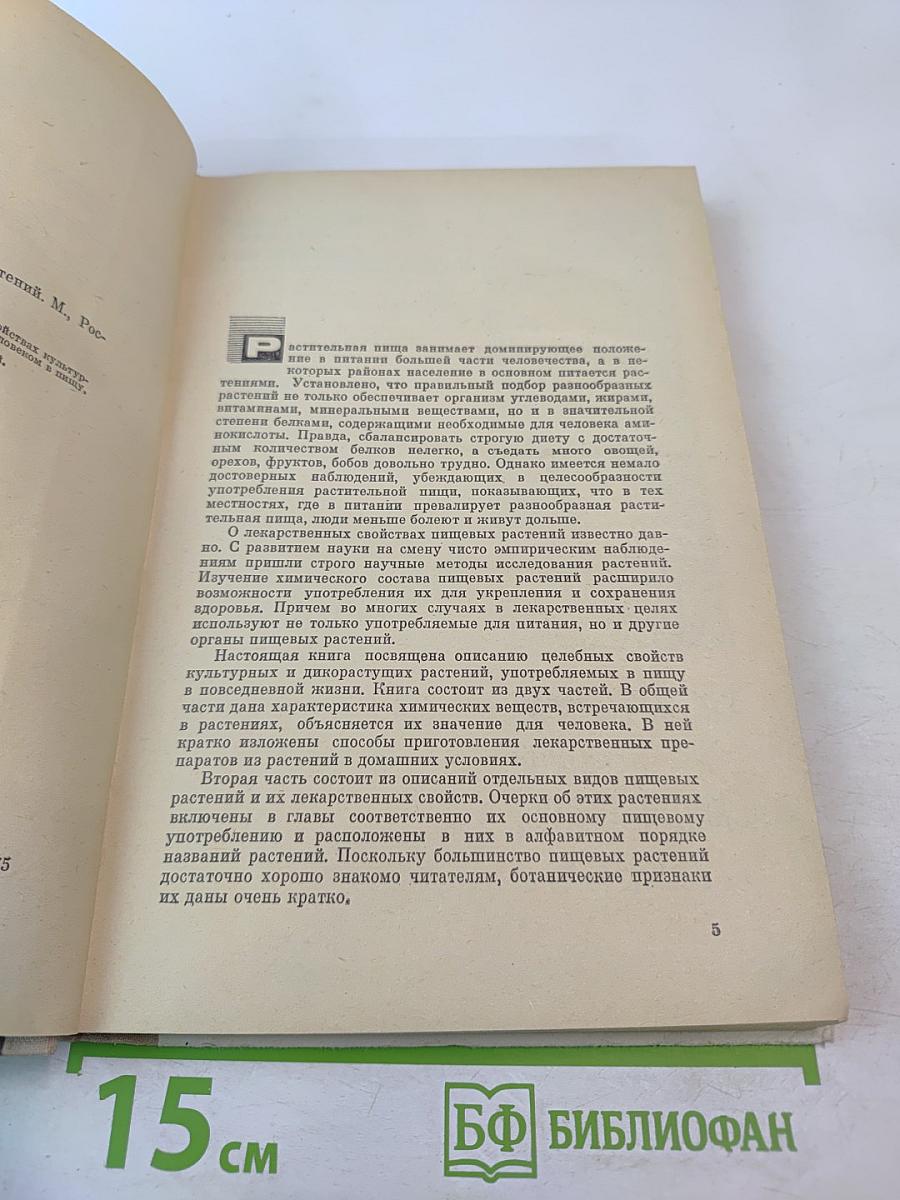 тений. М., Рос-
йствах культур-
ловеком в пищу.
75
Растительная пища занимает доминирующее положе-
ние в питании большей части человечества, а в не-
которых районах население в основном питается рас-
тениями. Установлено, что правильный подбор разнообразных
растений не только обеспечивает организм углеводами, жирами,
витаминами, минеральными веществами, но и в значительной
степени белками, содержащими необходимые для человека ами-
нокислоты. Правда, сбалансировать строгую диету с достаточ-
ным количеством белков нелегко, а съедать много овощей,
орехов, фруктов, бобов довольно трудно. Однако имеется немало
достоверных наблюдений, убеждающих в целесообразности
употребления растительной пищи, показывающих, что в тех
местностях, где в питании превалирует разнообразная расти-
тельная пища, люди меньше болеют и живут дольше.
О лекарственных свойствах пищевых растений известно дав-
но. С развитием науки на смену чисто эмпирическим наблюде-
ниям пришли строго научные методы исследования растений.
Изучение химического состава пищевых растений расширило
возможности употребления их для укрепления и сохранения
здоровья. Причем во многих случаях в лекарственных целях
используют не только употребляемые для питания, но и другие
органы пищевых растений.
Настоящая книга посвящена описанию целебных свойств
культурных и дикорастущих растений, употребляемых в пищу
в повседневной жизни. Книга состоит из двух частей. В общей
части дана характеристика химических веществ, встречающихся
в растениях, объясняется их значение для человека. В ней
кратко изложены способы приготовления лекарственных пре-
паратов из растений в домашних условиях.
Вторая часть состоит из описаний отдельных видов пищевых
растений и их лекарственных свойств. Очерки об этих растениях
включены в главы соответственно их основному пищевому
употреблению и расположены в них в алфавитном порядке
названий растений. Поскольку большинство пищевых растений
достаточно хорошо знакомо читателям, ботанические признаки
их даны очень кратко.
5
15 см
БФ БИБЛИОФАН